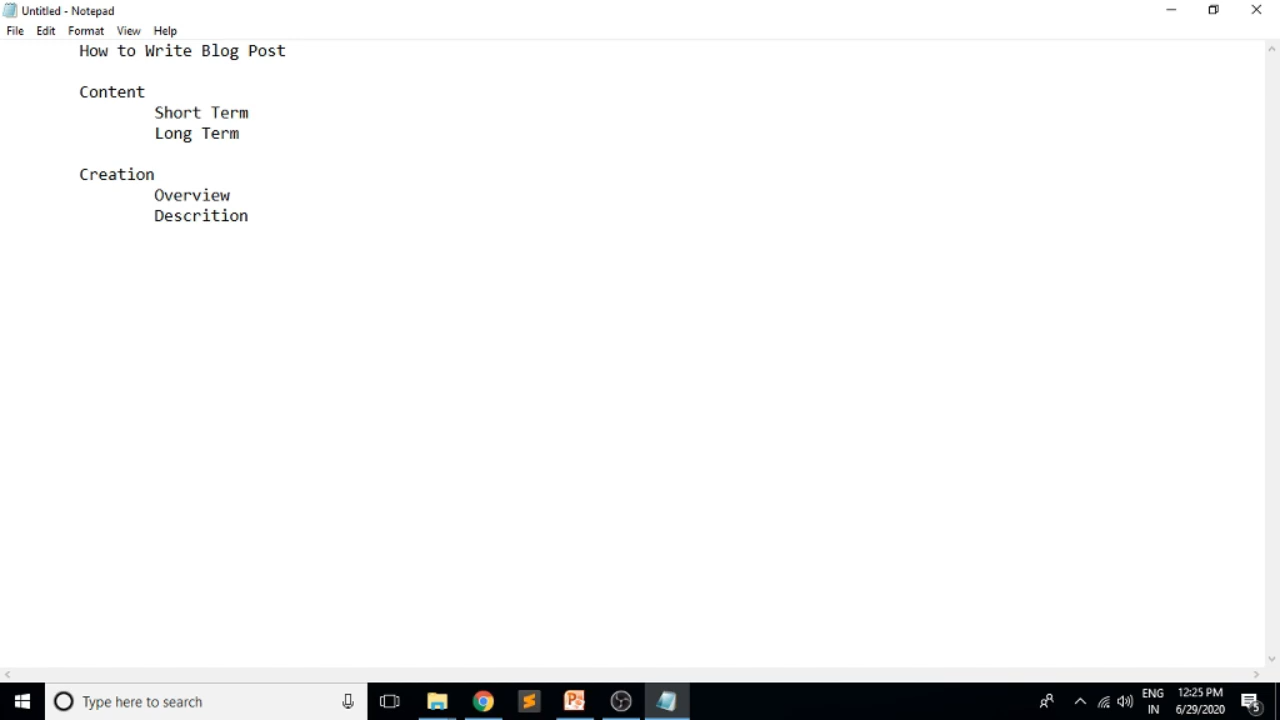 Untitled - Notepad
File Edit Format View Help
How to Write Blog Post
Content
Short Term
Long Term
Creation
Overview
Descrition
Type here to search
ENG
IN
12:25 PM
6/29/2020
5